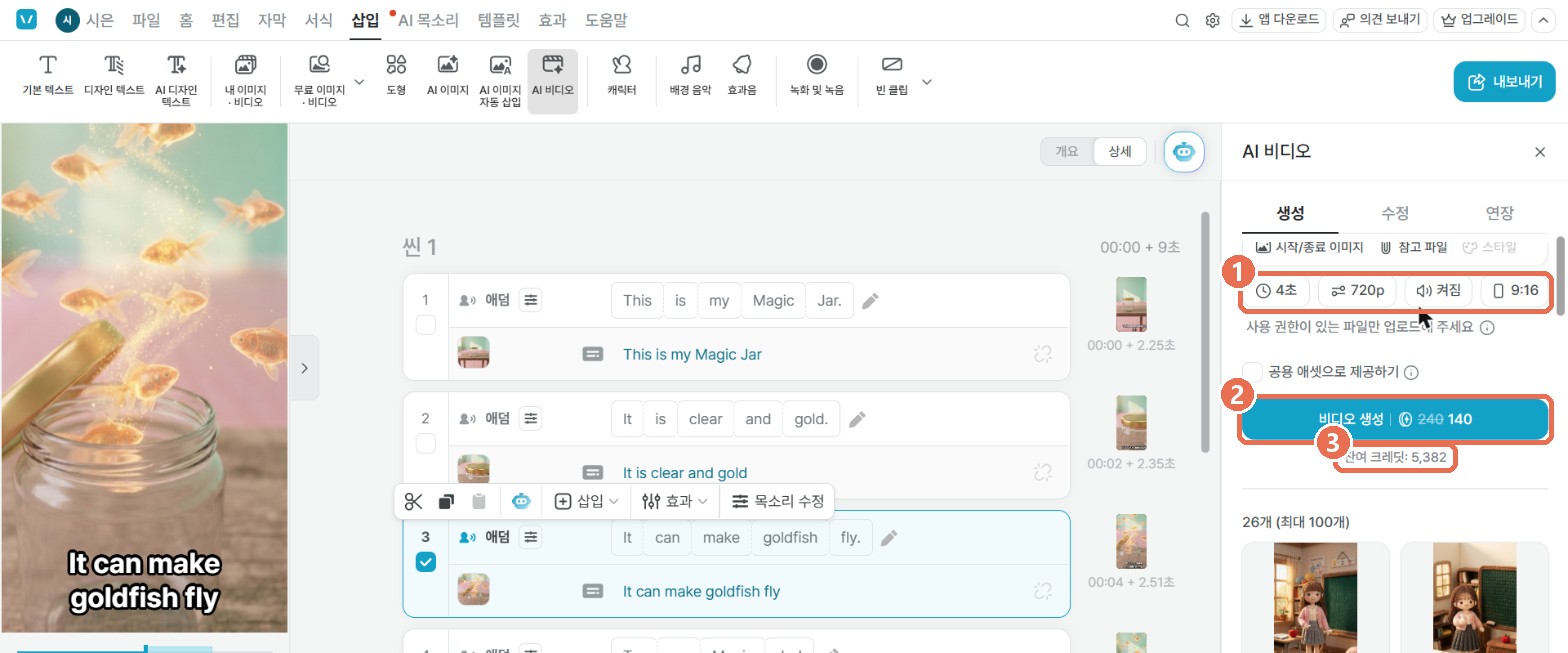 시 시은 파일 홈 편집 자막 서식 삽입 AI 목소리 템플릿 효과 도움말
앱 다운로드 의견 보내기 업그레이드
기본 텍스트 디자인 텍스트 AI 디자인 텍스트 내 이미지 · 비디오 무료 이미지 · 비디오 도형 AI 이미지 AI 이미지 자동 삽입 AI 비디오 캐릭터 배경 음악 효과음 녹화 및 녹음 빈 클립
내보내기
개요 상세
AI 비디오
생성 수정 연장
시작/종료 이미지 참고 파일 스타일
1
4초 720p 켜짐 9:16
사용 권한이 있는 파일만 업로드해 주세요
공용 애셋으로 제공하기
2
비디오 생성 240 140
3
잔여 크레딧: 5,382
26개 (최대 100개)
씬 1
00:00 + 9초
1 애덤 This is my Magic Jar.
This is my Magic Jar
00:00 + 2.25초
2 애덤 It is clear and gold.
It is clear and gold
00:02 + 2.35초
삽입 효과 목소리 수정
3 애덤 It can make goldfish fly.
It can make goldfish fly
00:04 + 2.51초
It can make
goldfish fly